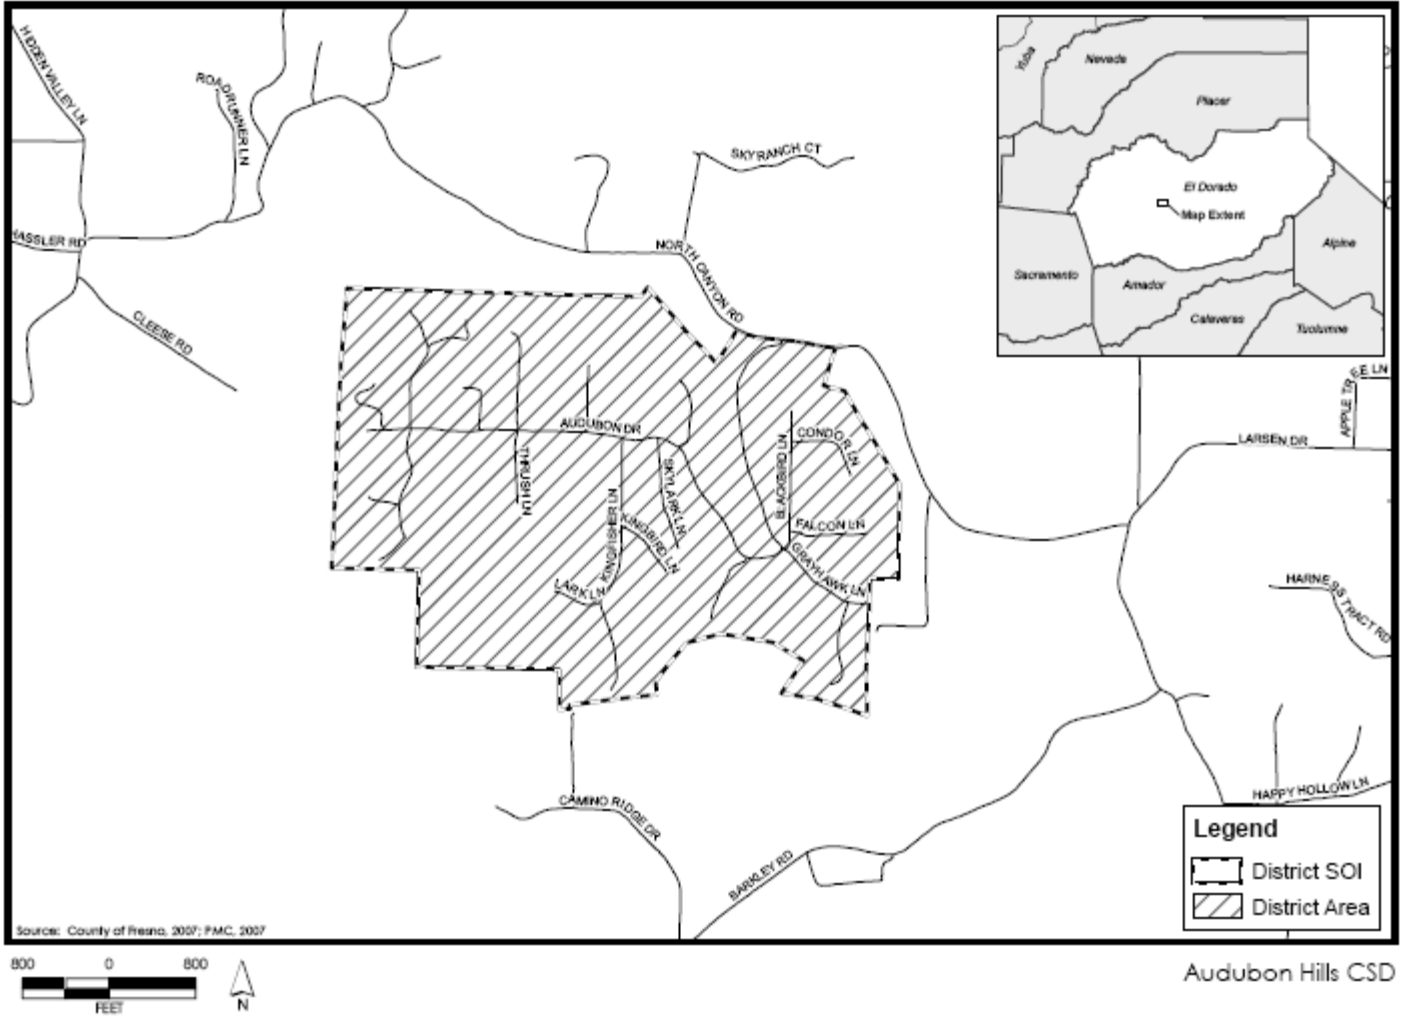 HIDDEN VALLEY LN
ROADRUNNER LN
HASSLER RD
CLEESE RD
SKYRANCH CT
NORTH CANYON RD
Yuba
Nevada
Placer
El Dorado
Map Extent
Alpine
Sacramento
Amador
Calaveras
Tuolumne
APPLE TREE LN
LARSEN DR
AUDUBON DR
THRUSH LN
SKYLARK LN
KINGFISHER LN
KINGBIRD LN
LARK LN
BLACKBIRD LN
CONDOR LN
FALCON LN
GRAYHAWK LN
HARNESS TRACT RD
HAPPY HOLLOW LN
CAMINO RIDGE DR
BARKLEY RD
Legend
District SOI
District Area
Source: County of Fresno, 2007; PMC, 2007
800 0 800
FEET
N
Audubon Hills CSD